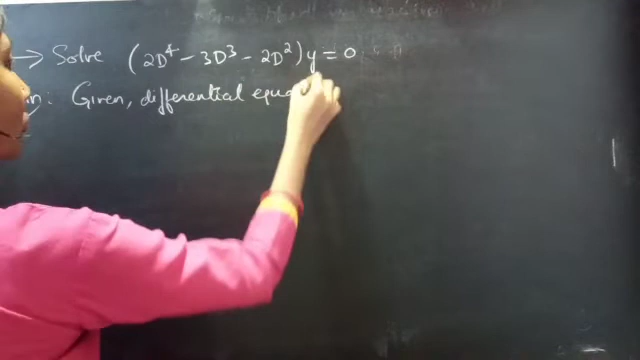 → Solve (2D⁴ - 3D³ - 2D²)y = 0
n: Given, differential equa